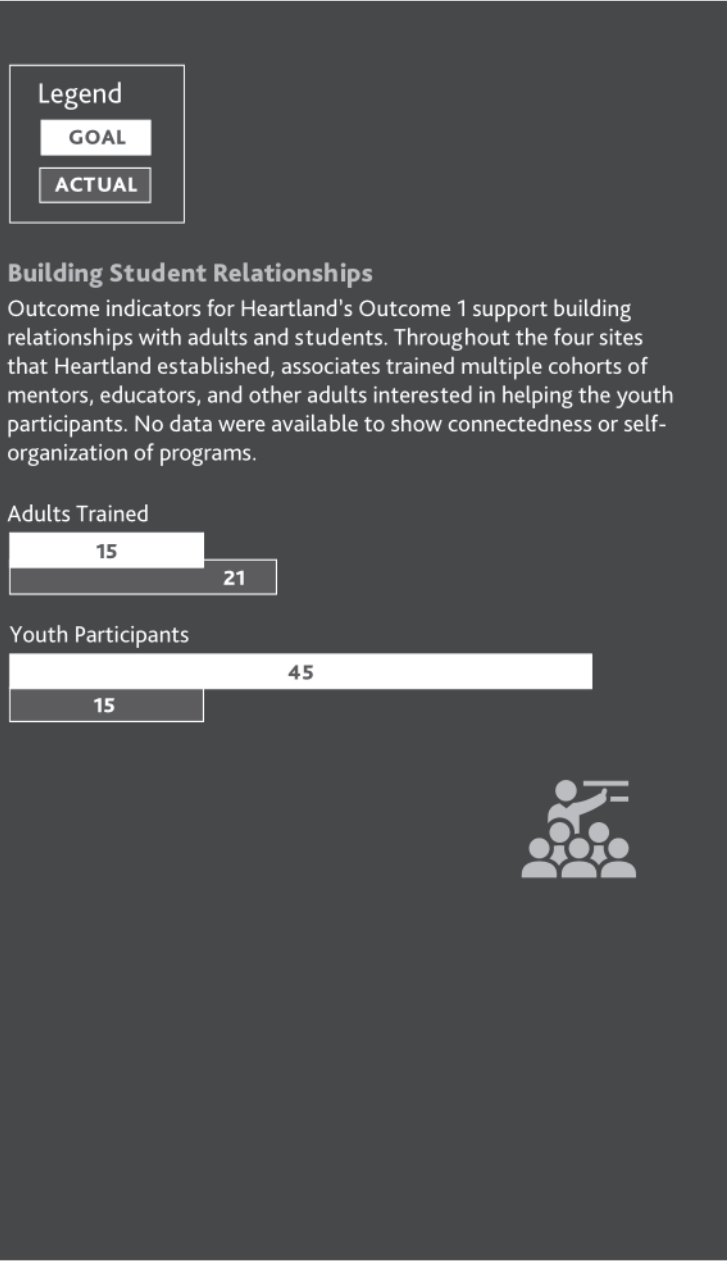 Legend
GOAL
ACTUAL
Building Student Relationships
Outcome indicators for Heartland's Outcome 1 support building
relationships with adults and students. Throughout the four sites
that Heartland established, associates trained multiple cohorts of
mentors, educators, and other adults interested in helping the youth
participants. No data were available to show connectedness or self-
organization of programs.
Adults Trained
15
21
Youth Participants
45
15